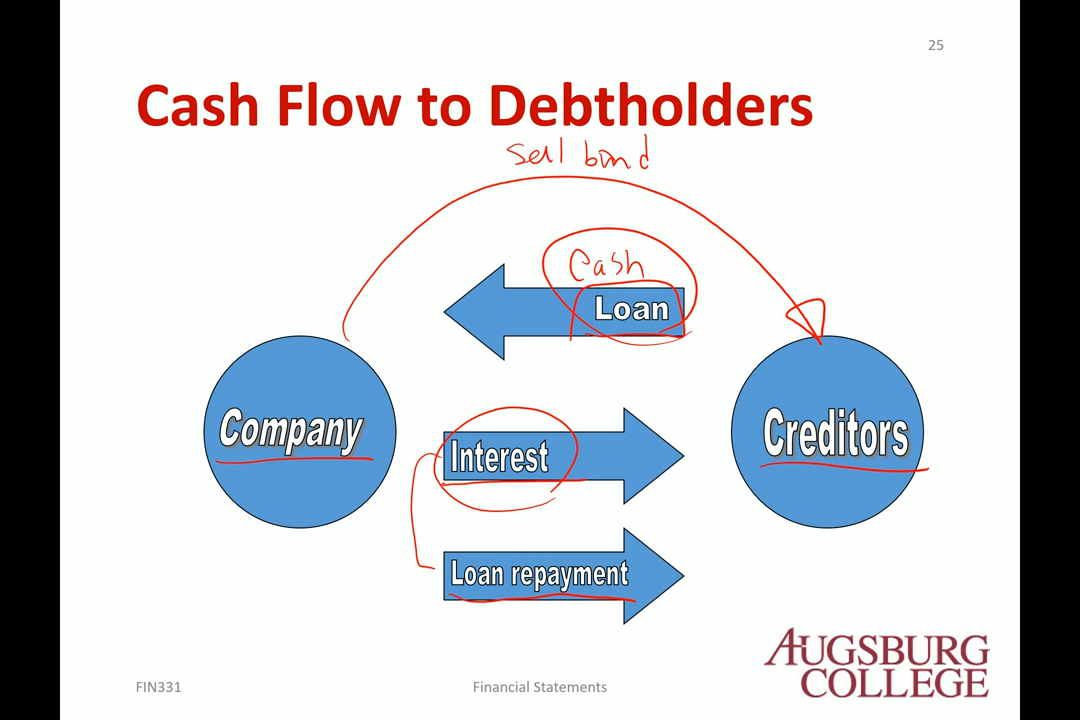 25
Cash Flow to Debtholders
Sell bond
Cash
Loan
Company
Creditors
Interest
Loan repayment
AUGSBURG
COLLEGE
FIN331
Financial Statements